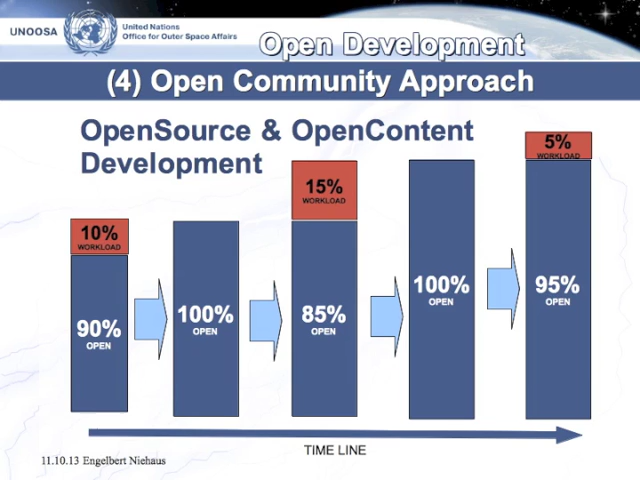 UNOOSA
United Nations
Office for Outer Space Affairs
Open Development
(4) Open Community Approach
OpenSource & OpenContent
Development
10%
WORKLOAD
90%
OPEN
100%
OPEN
15%
WORKLOAD
85%
OPEN
100%
OPEN
5%
WORKLOAD
95%
OPEN
TIME LINE
11.10.13 Engelbert Niehaus